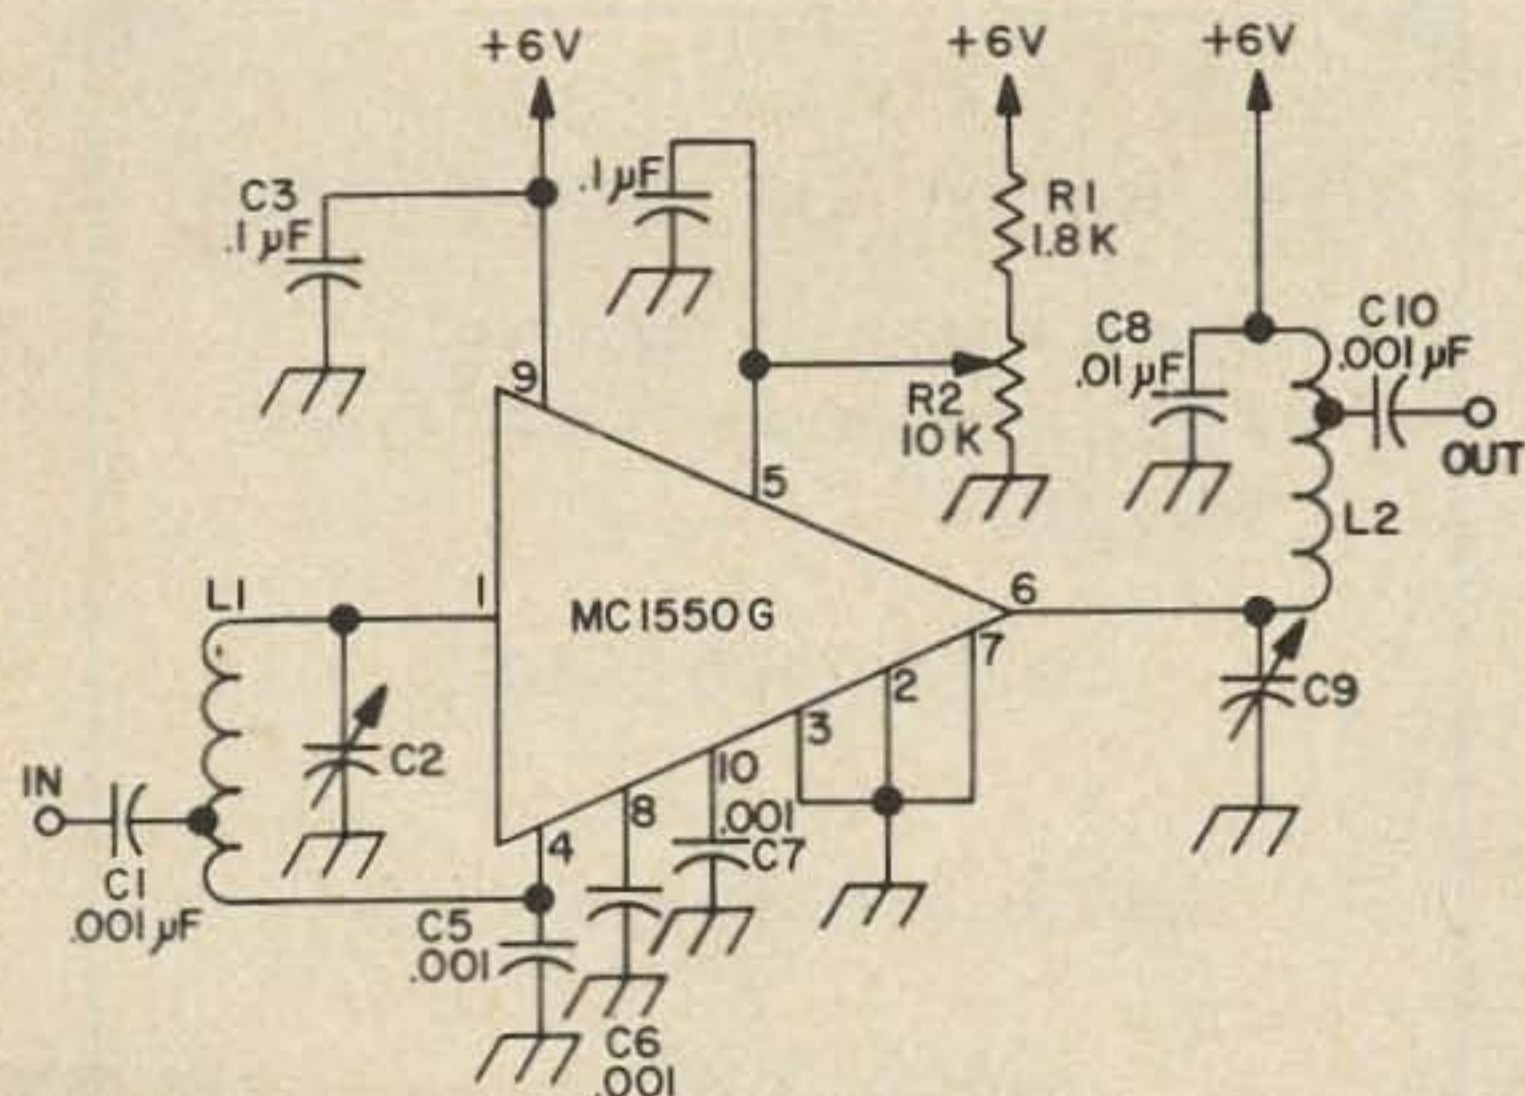 +6V
+6V
+6V
C3
.1 µF
.1 µF
R1
1.8 K
C8
.01 µF
C10
.001 µF
OUT
9
R2
10 K
5
L2
L1
1
MC1550G
6
7
2
3
10
8
4
C2
C9
IN
C1
.001 µF
.001
C7
C5
.001
C6
.001